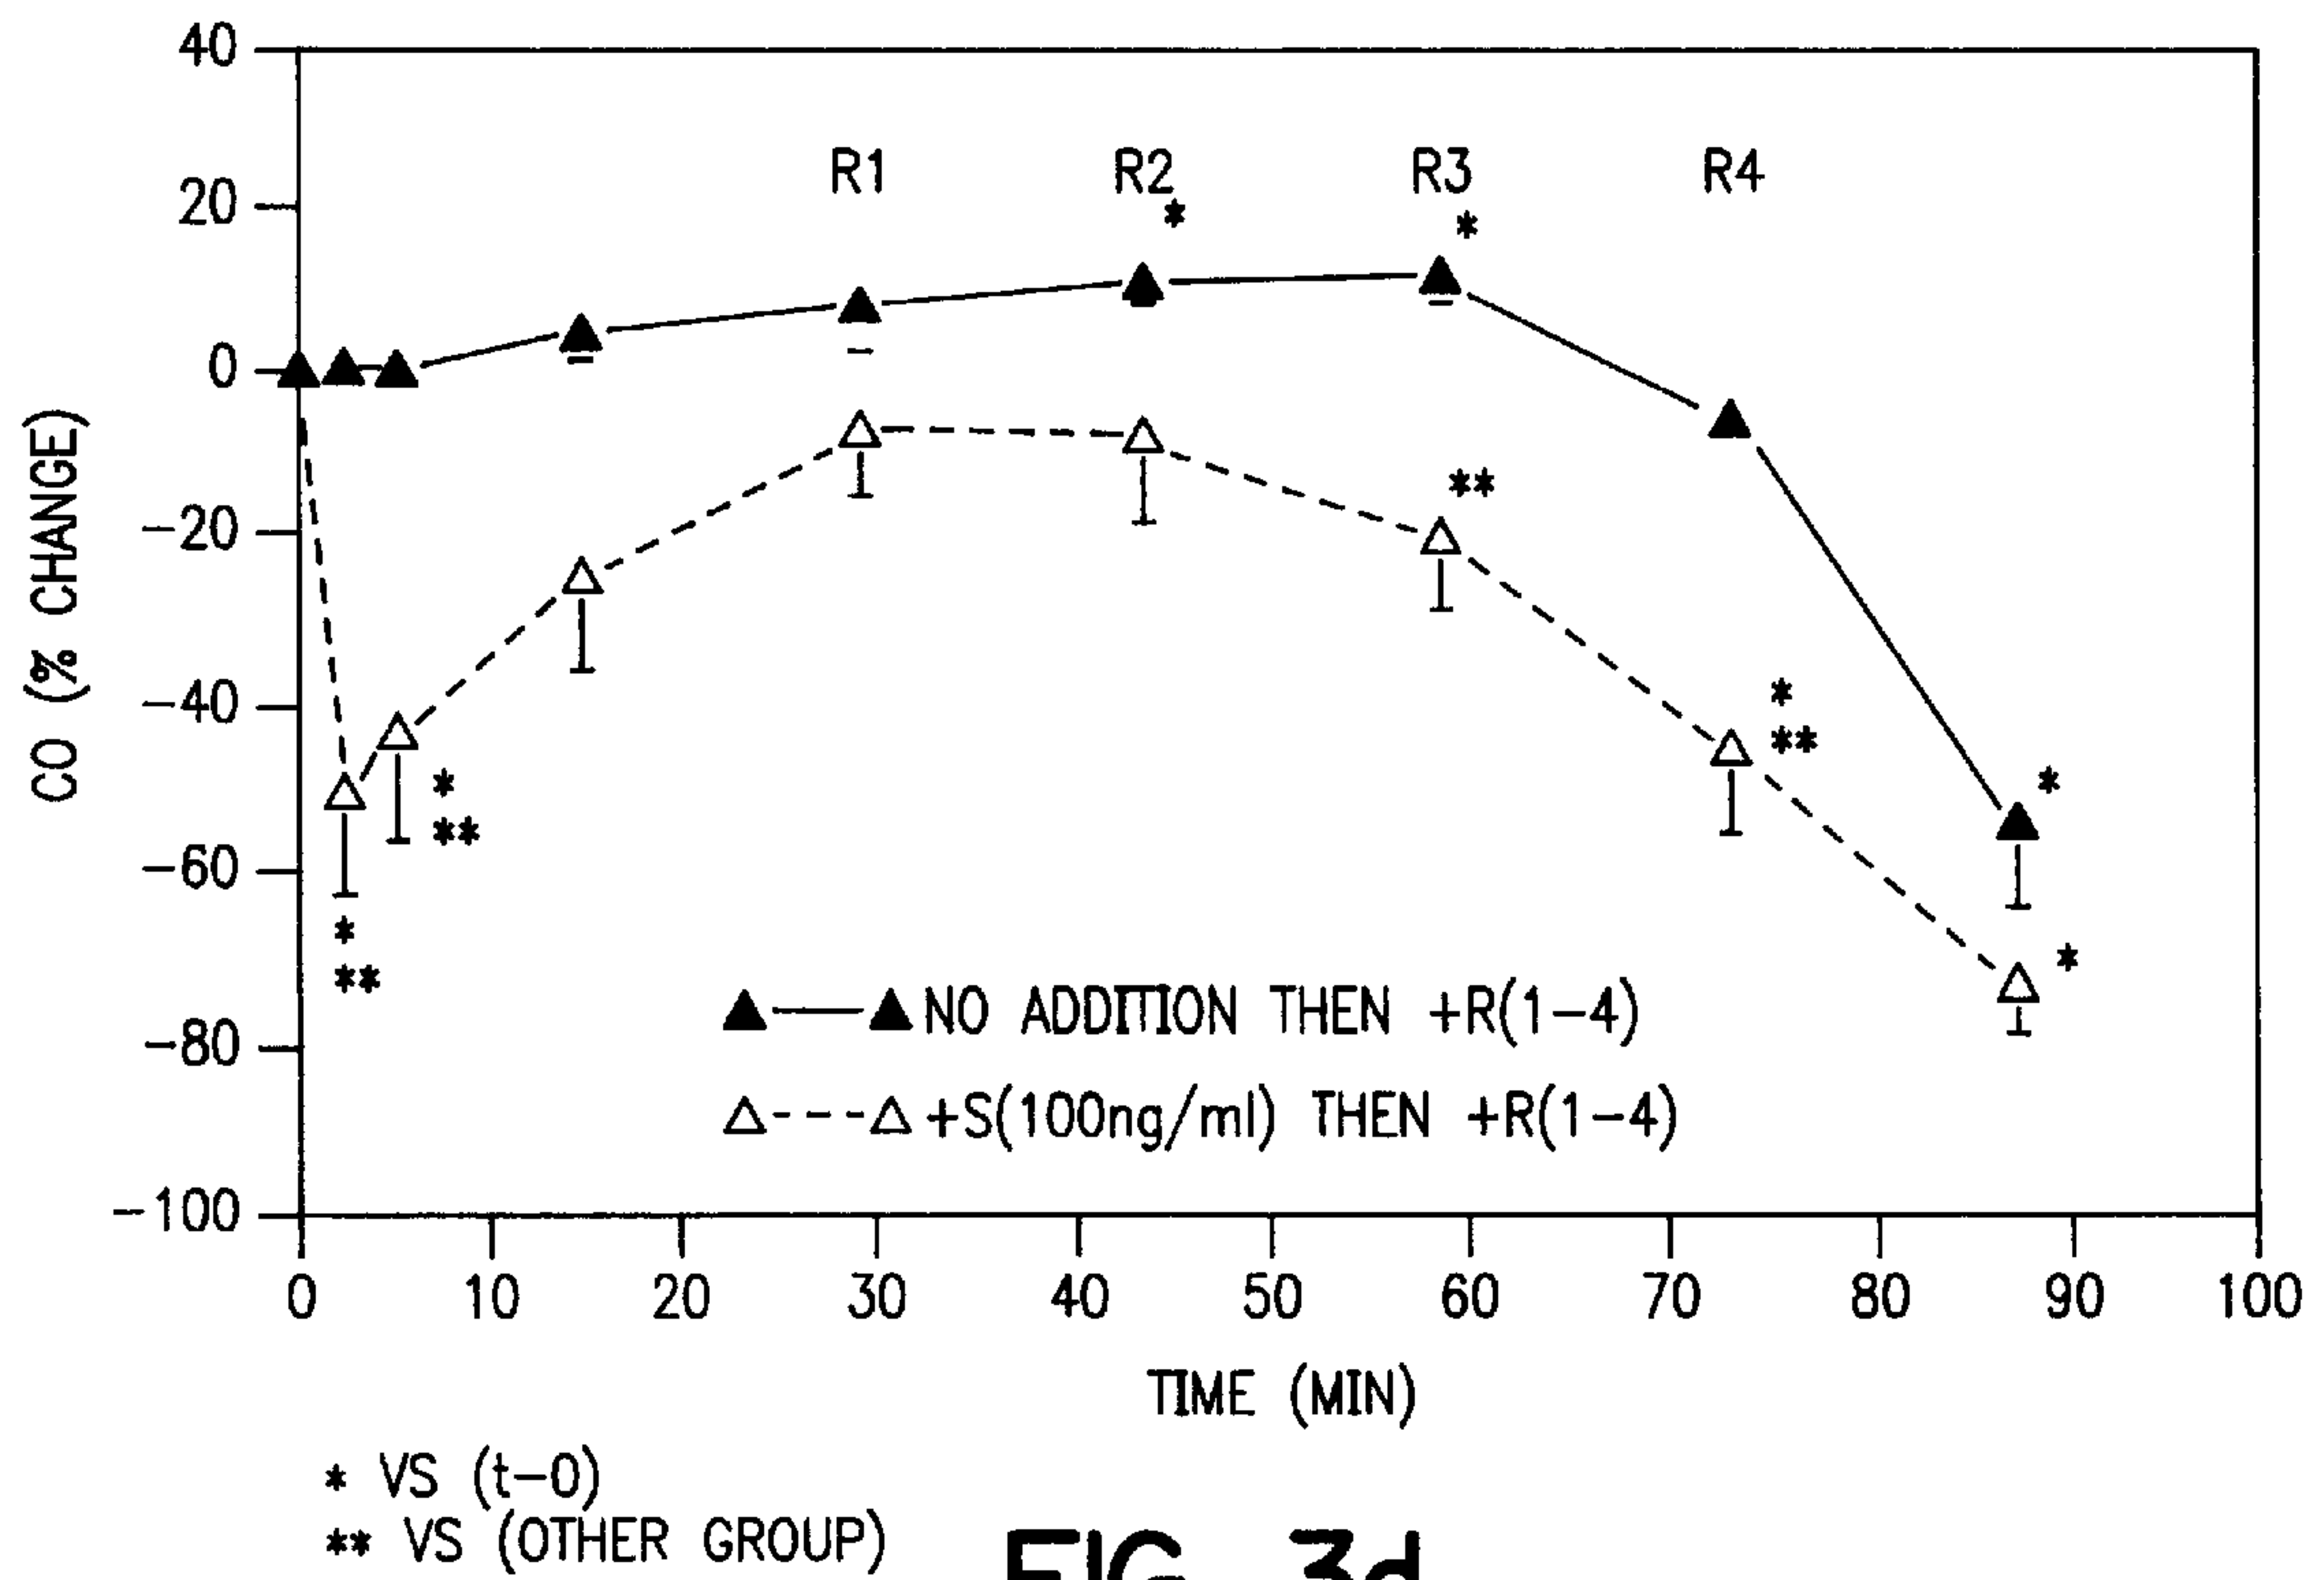 40
20
0
-20
-40
-60
-80
-100
CO (% CHANGE)
R1 R2 R3 R4
*
*
**
*
**
*
**
*
*
*
**
▲——▲ NO ADDITION THEN +R(1-4)
△---△ +S(100ng/ml) THEN +R(1-4)
0 10 20 30 40 50 60 70 80 90 100
TIME (MIN)
* VS (t-0)
** VS (OTHER GROUP)
FIG. 3d